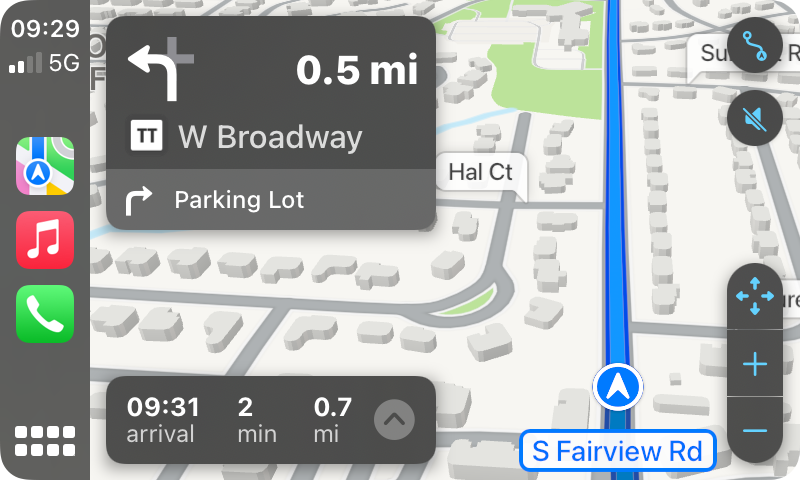 09:29
5G
0.5 mi
TT W Broadway
Parking Lot
Hal Ct
09:31 2 0.7
arrival min mi
S Fairview Rd